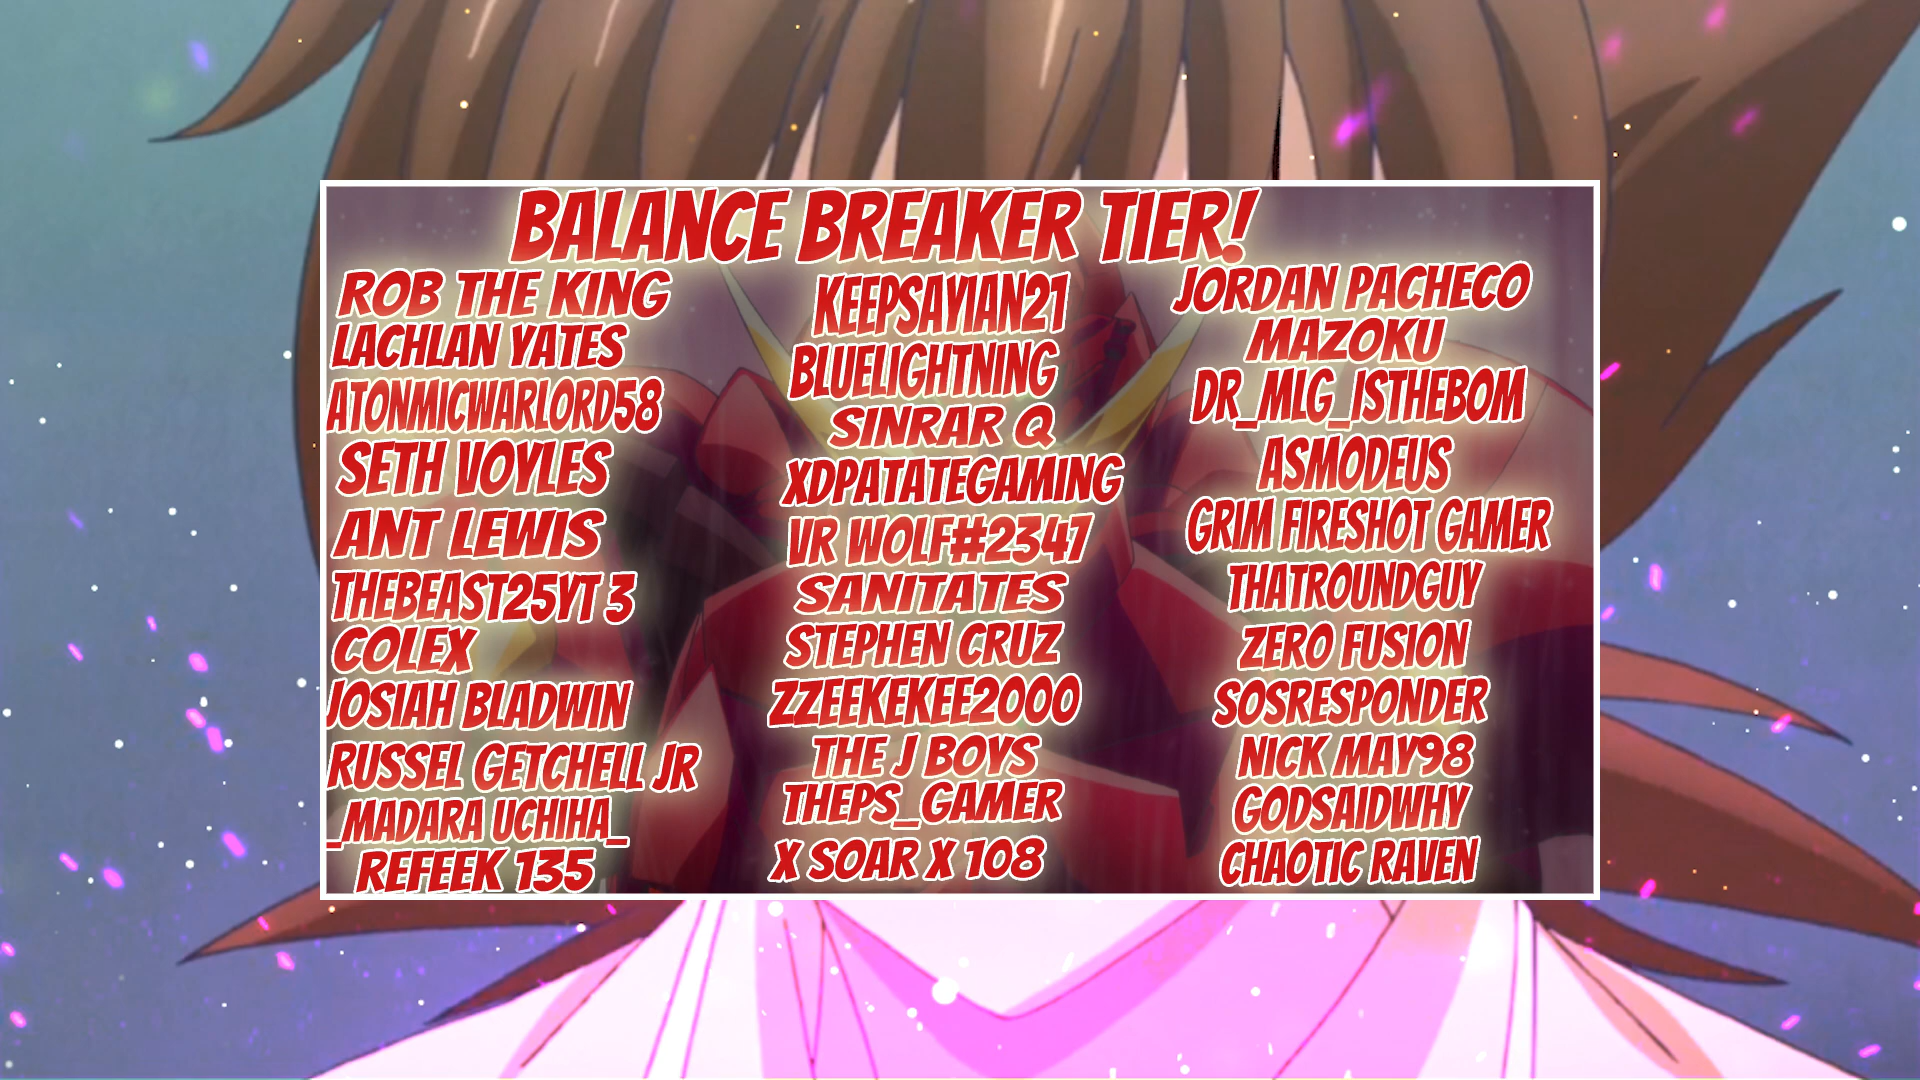 BALANCE BREAKER TIER!
ROB THE KING
LACHLAN YATES
ATONMICWARLORD58
SETH VOYLES
ANT LEWIS
THEBEAST25YT 3
COLEX
JOSIAH BLADWIN
RUSSEL GETCHELL JR
_MADARA UCHIHA_
REFEEK 135
KEEPSAYIAN21
BLUELIGHTNING
SINRAR Q
XDPATATEGAMING
VR WOLF#2347
SANITATES
STEPHEN CRUZ
ZZEEKEKEE2000
THE J BOYS
THEPS_GAMER
X SOAR X 108
JORDAN PACHECO
MAZOKU
DR_MLG_ISTHEBOM
ASMODEUS
GRIM FIRESHOT GAMER
THATROUNDGUY
ZERO FUSION
SOSRESPONDER
NICK MAY98
GODSAIDWHY
CHAOTIC RAVEN